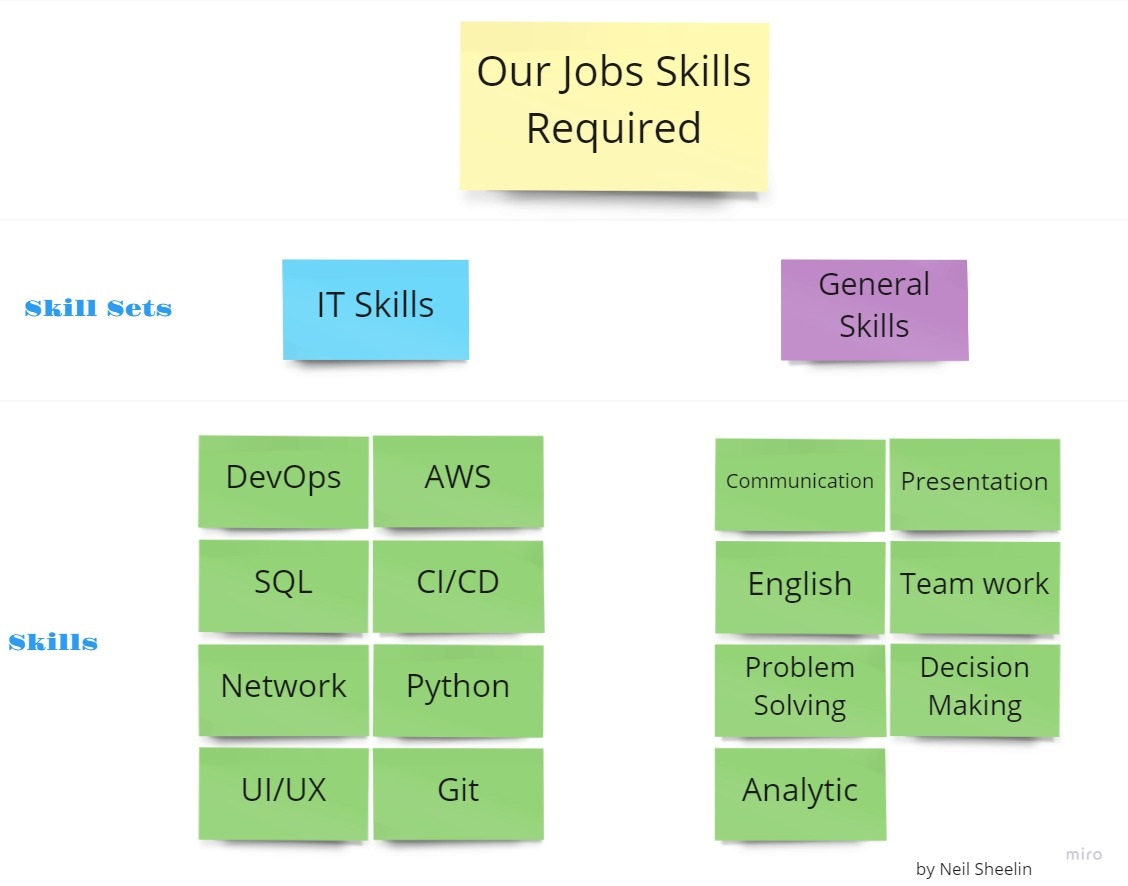 Our Jobs Skills
Required
Skill Sets
IT Skills
General
Skills
Skills
DevOps
AWS
SQL
CI/CD
Network
Python
UI/UX
Git
Communication
Presentation
English
Team work
Problem
Solving
Decision
Making
Analytic
miro
by Neil Sheelin